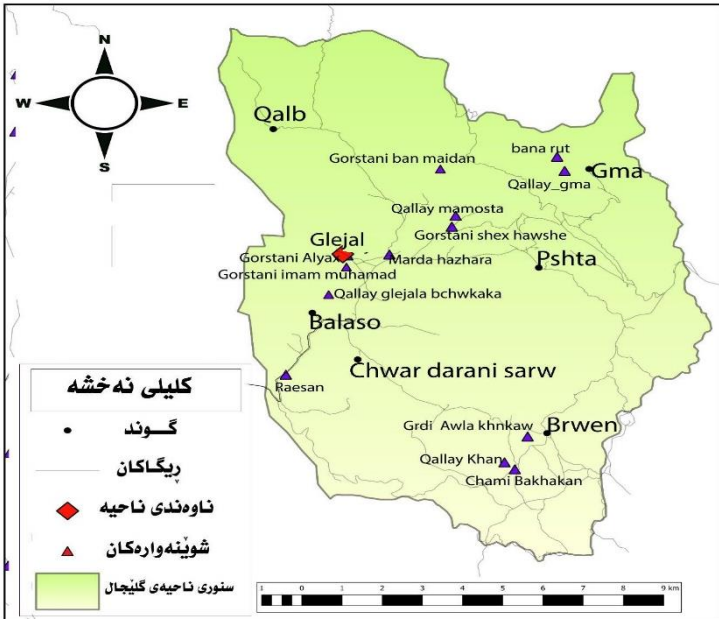 N
W
E
S
Qalb
Gorstani ban maidan
bana rut
Gma
Qallay_gma
Qallay mamosta
Gorstani shex hawshe
Glejal
Gorstani Alyax
Marda hazhara
Gorstani imam muhamad
Pshta
Qallay glejala bchwkaka
Balaso
Chwar darani sarw
Raesan
Grdi Awla khnkaw
Brwen
Qallay Khan
Chami Bakhakan
کلیلی نەخشە
گـــوند
ڕیگاکان
ناوەندی ناحیە
شوێنەوارەکان
سنوری ناحیەی گلێجال
1 0 1 2 3 4 5 6 7 8 9 km